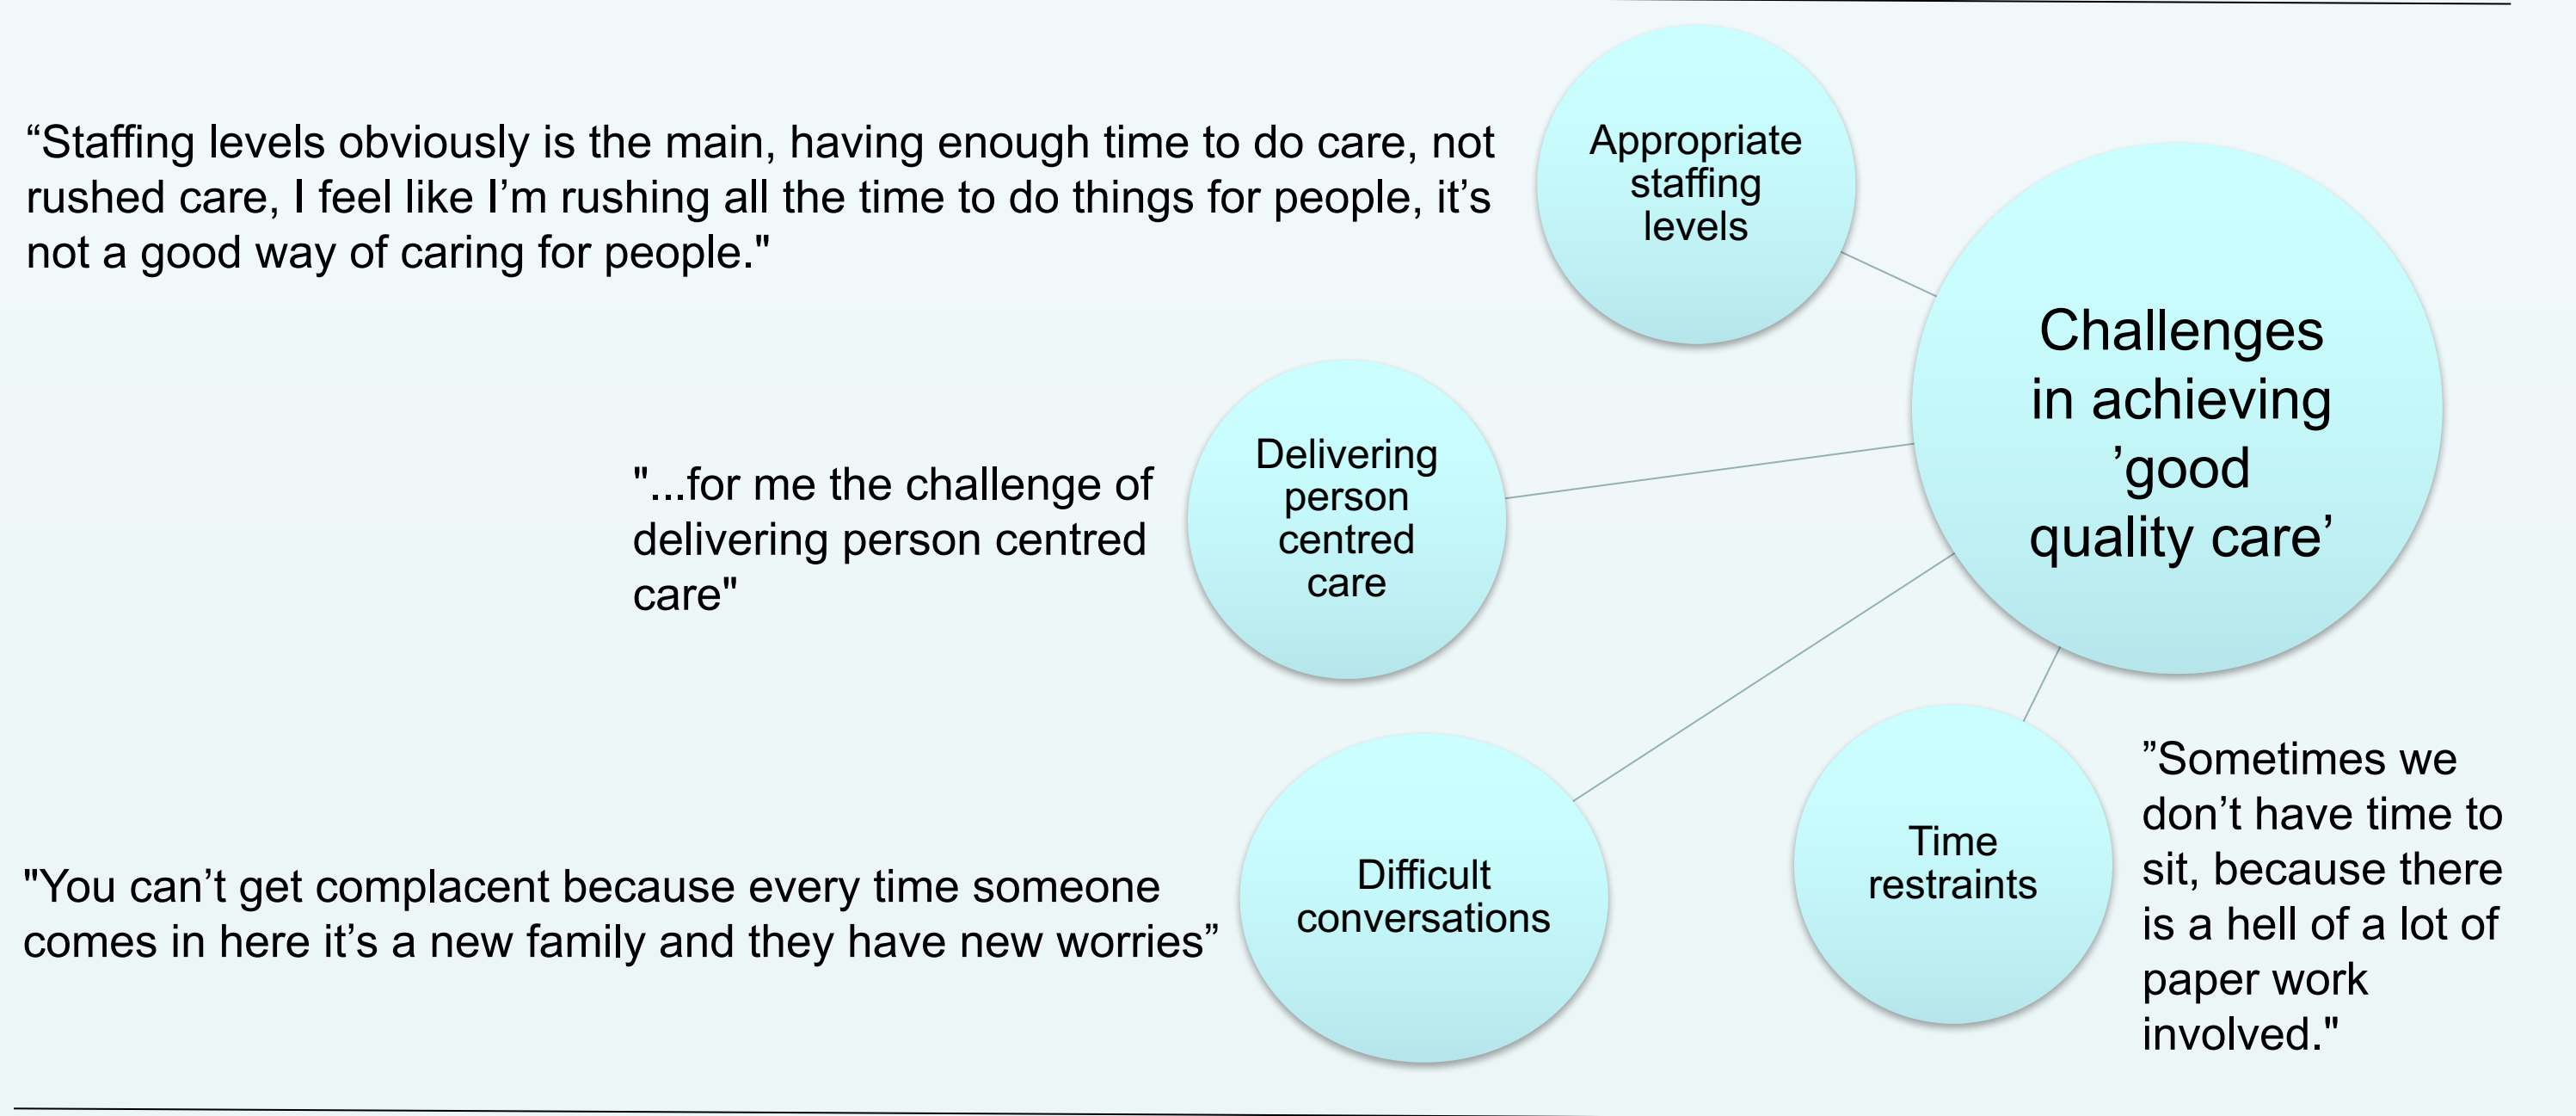 “Staffing levels obviously is the main, having enough time to do care, not
rushed care, I feel like I’m rushing all the time to do things for people, it’s
not a good way of caring for people."
Appropriate
staffing
levels
Challenges
in achieving
’good
quality care’
"...for me the challenge of
delivering person centred
care"
Delivering
person
centred
care
"You can’t get complacent because every time someone
comes in here it’s a new family and they have new worries”
Difficult
conversations
Time
restraints
”Sometimes we
don’t have time to
sit, because there
is a hell of a lot of
paper work
involved."